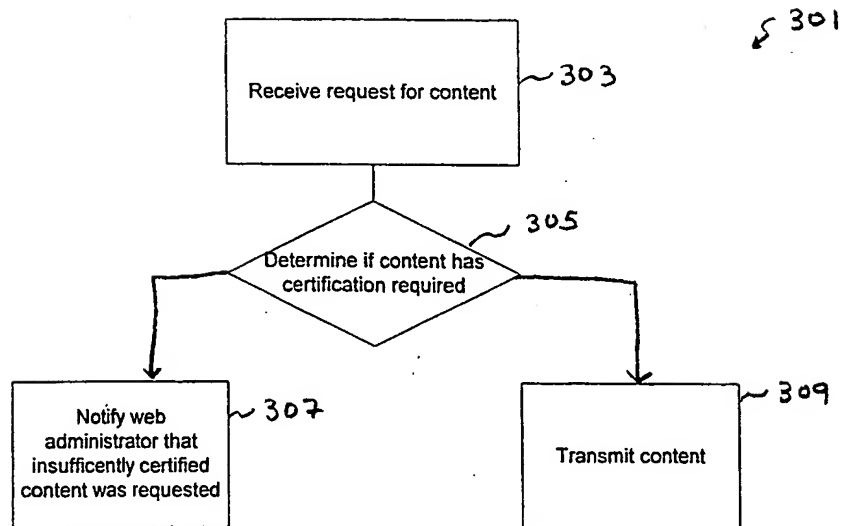 301
Receive request for content
303
305
Determine if content has
certification required
Notify web
administrator that
insufficently certified
content was requested
307
Transmit content
309